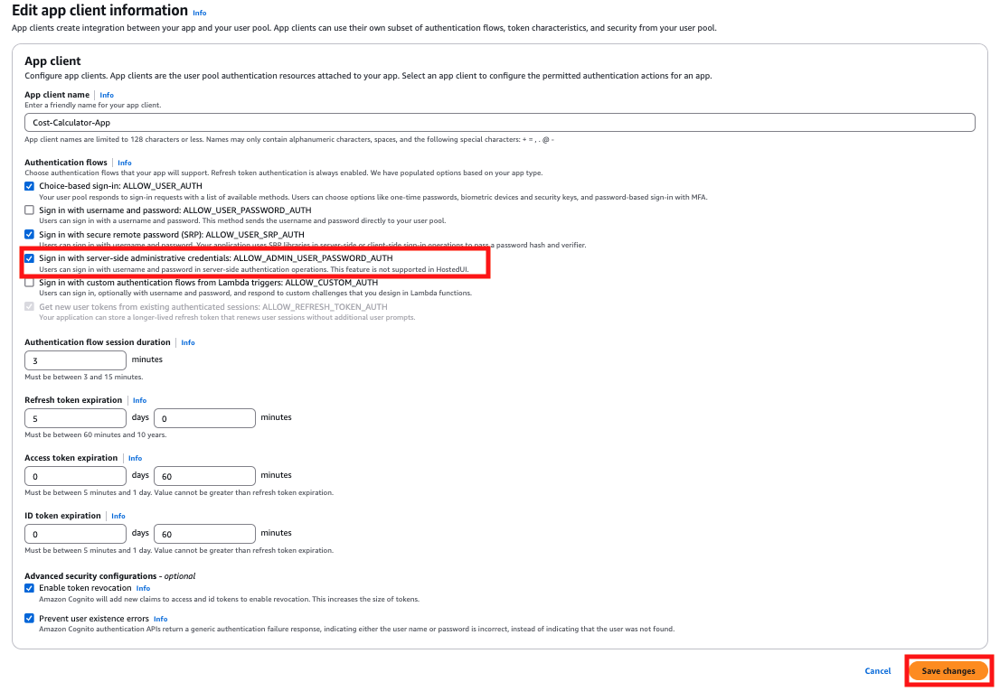 Edit app client information Info
App clients create integration between your app and your user pool. App clients can use their own subset of authentication flows, token characteristics, and security from your user pool.
App client
Configure app clients. App clients are the user pool authentication resources attached to your app. Select an app client to configure the permitted authentication actions for an app.
App client name Info
Enter a friendly name for your app client.
Cost-Calculator-App
App client names are limited to 128 characters or less. Names may only contain alphanumeric characters, spaces, and the following special characters: + = , . @ -
Authentication flows Info
Choose authentication flows that your app will support. Refresh token authentication is always enabled. We have populated options based on your app type.
Choice-based sign-in: ALLOW_USER_AUTH
Your user pool responds to sign-in requests with a list of available methods. Users can choose options like one-time passwords, biometric devices and security keys, and password-based sign-in with MFA.
Sign in with username and password: ALLOW_USER_PASSWORD_AUTH
Users can sign in with a username and password. This method sends the username and password directly to your user pool.
Sign in with secure remote password (SRP): ALLOW_USER_SRP_AUTH
Users can sign in with username and password. Your application uses SRP libraries in server-side or client-side sign-in operations to pass a password hash and verifier.
Sign in with server-side administrative credentials: ALLOW_ADMIN_USER_PASSWORD_AUTH
Users can sign in with username and password in server-side authentication operations. This feature is not supported in HostedUI.
Sign in with custom authentication flows from Lambda triggers: ALLOW_CUSTOM_AUTH
Users can sign in, optionally with username and password, and respond to custom challenges that you design in Lambda functions.
Get new user tokens from existing authenticated sessions: ALLOW_REFRESH_TOKEN_AUTH
Your application can store a longer-lived refresh token that renews user sessions without additional user prompts.
Authentication flow session duration Info
3 minutes
Must be between 3 and 15 minutes.
Refresh token expiration Info
5 days 0 minutes
Must be between 60 minutes and 10 years.
Access token expiration Info
0 days 60 minutes
Must be between 5 minutes and 1 day. Value cannot be greater than refresh token expiration.
ID token expiration Info
0 days 60 minutes
Must be between 5 minutes and 1 day. Value cannot be greater than refresh token expiration.
Advanced security configurations - optional
Enable token revocation Info
Amazon Cognito will add new claims to access and id tokens to enable revocation. This increases the size of tokens.
Prevent user existence errors Info
Amazon Cognito authentication APIs return a generic authentication failure response, indicating either the user name or password is incorrect, instead of indicating that the user was not found.
Cancel Save changes